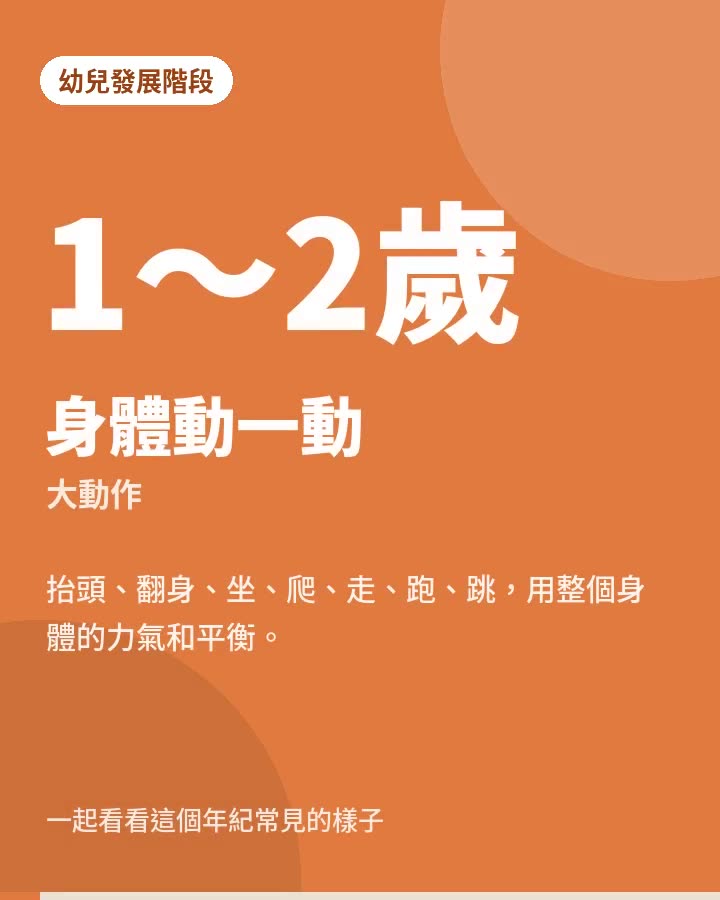 幼兒發展階段
1～2歲
身體動一動
大動作
抬頭、翻身、坐、爬、走、跑、跳，用整個身
體的力氣和平衡。
一起看看這個年紀常見的樣子